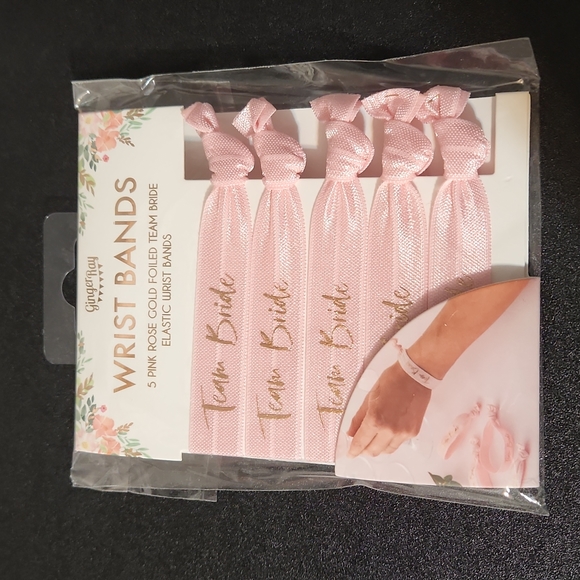 Ginger Ray
WRIST BANDS
5 PINK ROSE GOLD FOILED TEAM BRIDE
ELASTIC WRIST BANDS
Team Bride
Team Bride
Team Bride
Bride